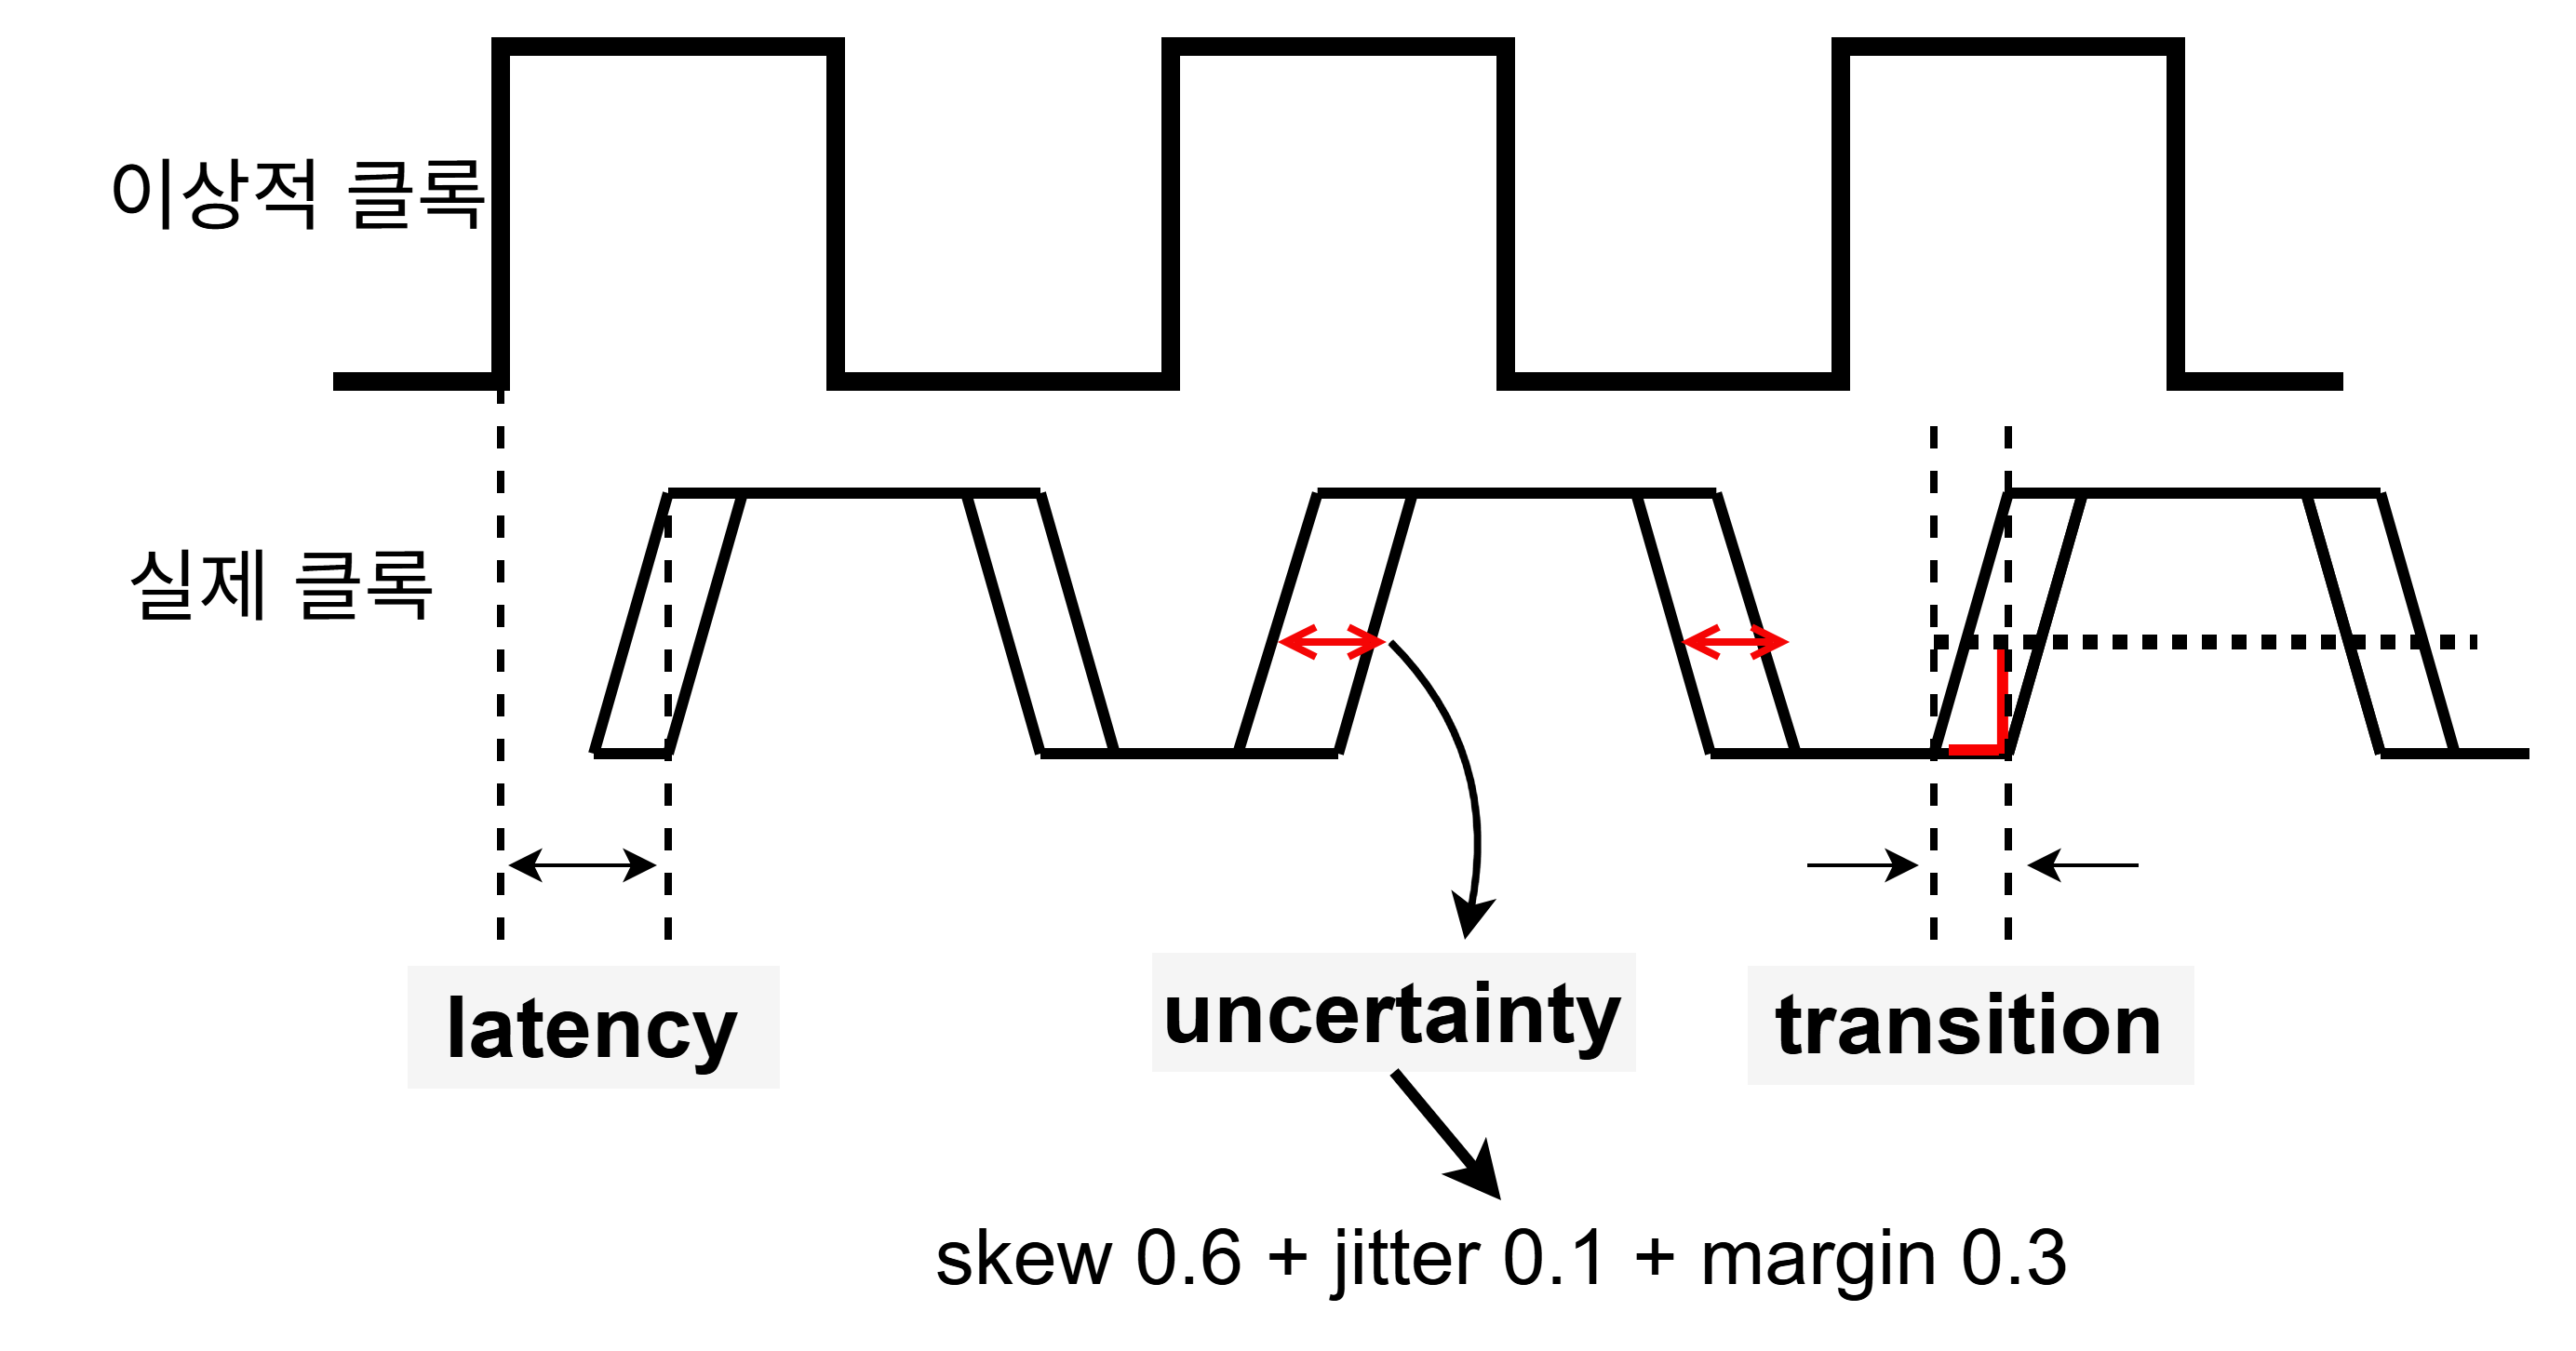 이상적 클록
실제 클록
latency
uncertainty
transition
skew 0.6 + jitter 0.1 + margin 0.3